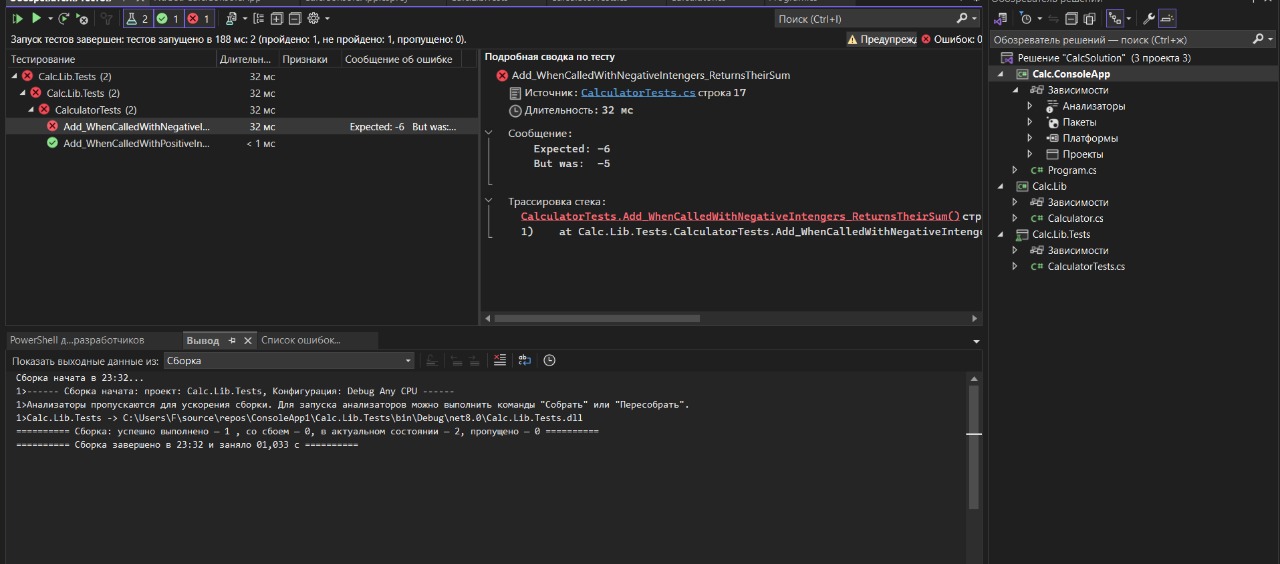 2
1
1
Поиск (Ctrl+I)
Запуск тестов завершен: тестов запущено в 188 мс: 2 (пройдено: 1, не пройдено: 1, пропущено: 0).
Предупрежд
Ошибок: 0
Тестирование
Длительн...
Признаки
Сообщение об ошибке
Calc.Lib.Tests (2)
32 мс
Calc.Lib.Tests (2)
32 мс
CalculatorTests (2)
32 мс
Add_WhenCalledWithNegativeI...
32 мс
Expected: -6 But was:...
Add_WhenCalledWithPositiveIn...
< 1 мс
Подробная сводка по тесту
Add_WhenCalledWithNegativeIntengers_ReturnsTheirSum
Источник: CalculatorTests.cs строка 17
Длительность: 32 мс
Сообщение:
Expected: -6
But was: -5
Трассировка стека:
CalculatorTests.Add_WhenCalledWithNegativeIntengers_ReturnsTheirSum() стр
1) at Calc.Lib.Tests.CalculatorTests.Add_WhenCalledWithNegativeIntenge
PowerShell д...разработчиков
Вывод
Список ошибок...
Показать выходные данные из:
Сборка
Сборка начата в 23:32...
1>------ Сборка начата: проект: Calc.Lib.Tests, Конфигурация: Debug Any CPU ------
1>Анализаторы пропускаются для ускорения сборки. Для запуска анализаторов можно выполнить команды "Собрать" или "Пересобрать".
1>Calc.Lib.Tests -> C:\Users\F\source\repos\ConsoleApp1\Calc.Lib.Tests\bin\Debug\net8.0\Calc.Lib.Tests.dll
========== Сборка: успешно выполнено — 1 , со сбоем — 0, в актуальном состоянии — 2, пропущено — 0 ==========
========== Сборка завершено в 23:32 и заняло 01,033 с ==========
Обозреватель решений — поиск (Ctrl+ж)
Решение "CalcSolution" (3 проекта 3)
Calc.ConsoleApp
Зависимости
Анализаторы
Пакеты
Платформы
Проекты
C# Program.cs
Calc.Lib
Зависимости
C# Calculator.cs
Calc.Lib.Tests
Зависимости
C# CalculatorTests.cs